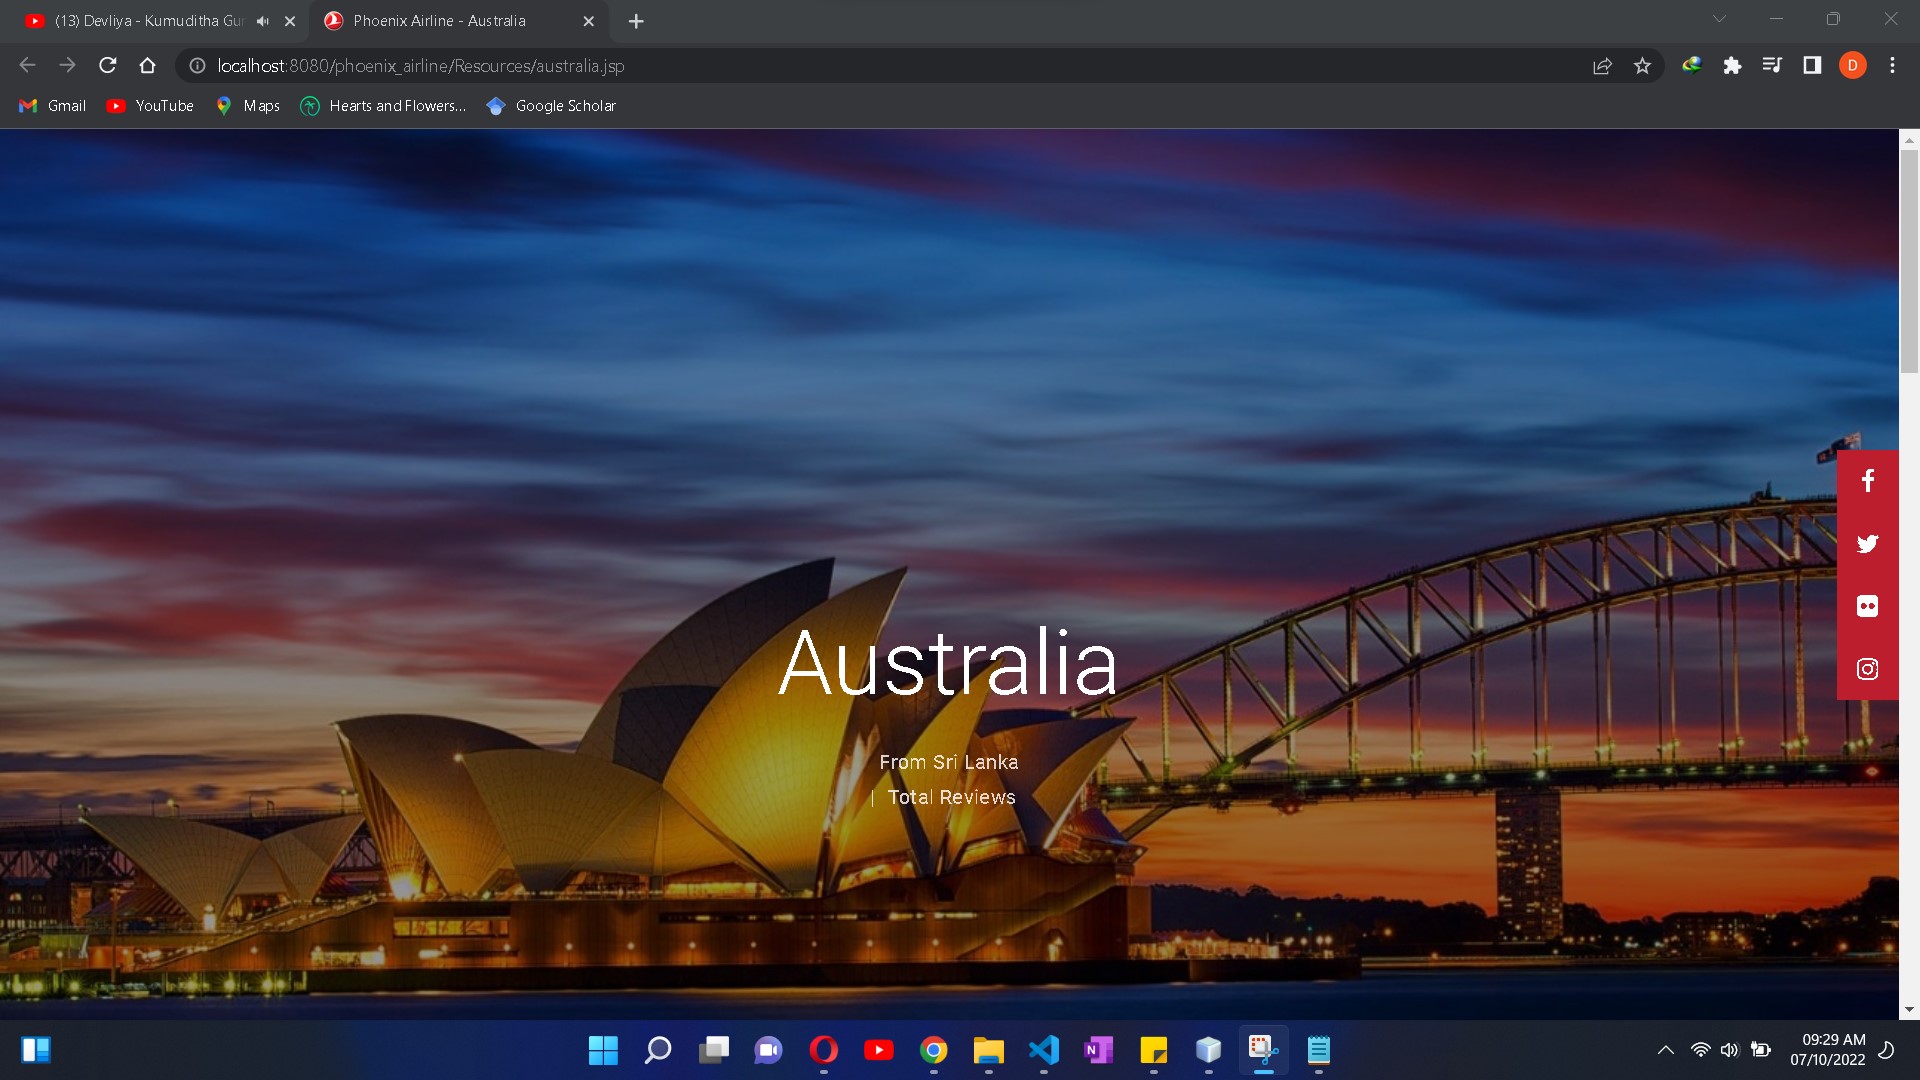 (13) Devliya - Kumuditha Gur
Phoenix Airline - Australia
localhost:8080/phoenix_airline/Resources/australia.jsp
D
Gmail
YouTube
Maps
Hearts and Flowers...
Google Scholar
Australia
From Sri Lanka
| Total Reviews
N
09:29 AM
07/10/2022